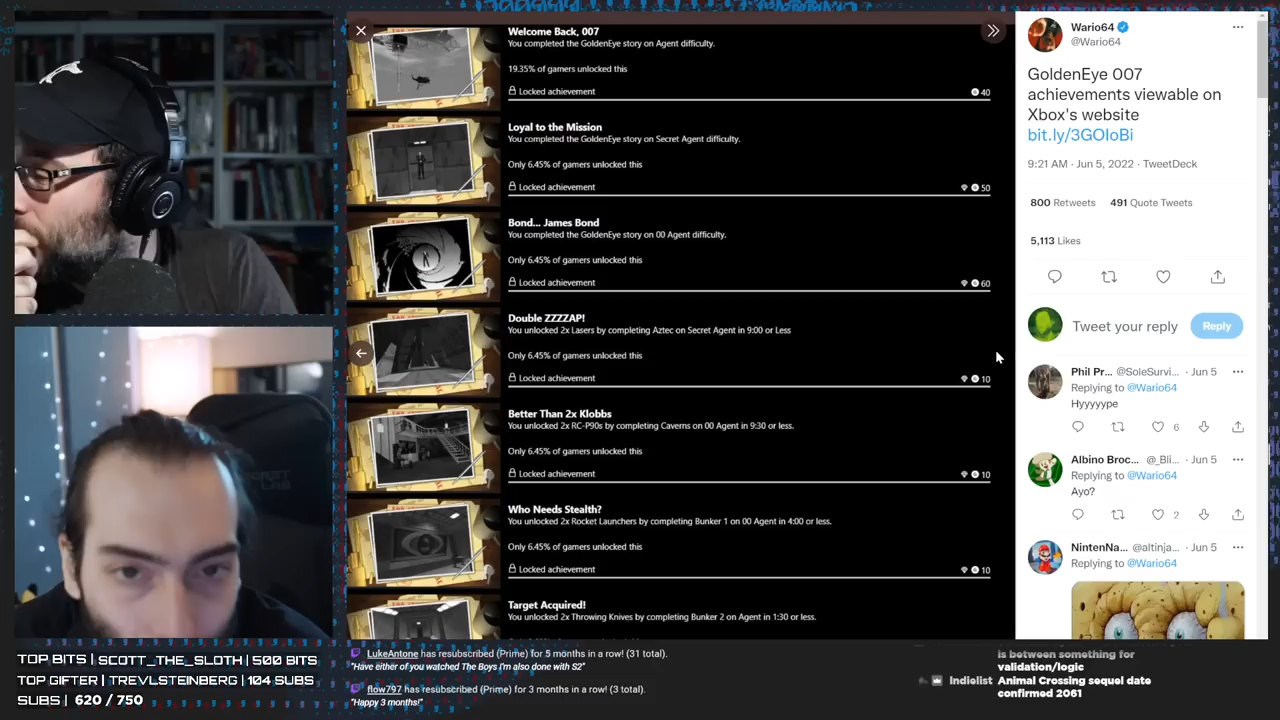 Welcome Back, 007
You completed the GoldenEye story on Agent difficulty.
19.35% of gamers unlocked this
Locked achievement
40
Loyal to the Mission
You completed the GoldenEye story on Secret Agent difficulty.
Only 6.45% of gamers unlocked this
Locked achievement
50
Bond... James Bond
You completed the GoldenEye story on 00 Agent difficulty.
Only 6.45% of gamers unlocked this
Locked achievement
60
Double ZZZZAP!
You unlocked 2x Lasers by completing Aztec on Secret Agent in 9:00 or Less
Only 6.45% of gamers unlocked this
Locked achievement
10
Better Than 2x Klobbs
You unlocked 2x RC-P90s by completing Caverns on 00 Agent in 9:30 or less.
Only 6.45% of gamers unlocked this
Locked achievement
10
Who Needs Stealth?
You unlocked 2x Rocket Launchers by completing Bunker 1 on 00 Agent in 4:00 or less.
Only 6.45% of gamers unlocked this
Locked achievement
10
Target Acquired!
You unlocked 2x Throwing Knives by completing Bunker 2 on Agent in 1:30 or less.
Wario64
@Wario64
GoldenEye 007
achievements viewable on
Xbox's website
bit.ly/3GOIoBi
9:21 AM · Jun 5, 2022 · TweetDeck
800 Retweets 491 Quote Tweets
5,113 Likes
Tweet your reply Reply
Phil Pr... @SoleSurvi... · Jun 5
Replying to @Wario64
Hyyyyype
6
Albino Broc... @_Bli... · Jun 5
Replying to @Wario64
Ayo?
2
NintenNa... @altinja... · Jun 5
Replying to @Wario64
TOP BITS | SCOTT_THE_SLOTH | 500 BITS
TOP GIFTER | TREVLSTEINBERG | 104 SUBS
SUBS | 620 / 750
LukeAntone has resubscribed (Prime) for 5 months in a row! (31 total).
"Have either of you watched The Boys I'm also done with S2"
flow797 has resubscribed (Prime) for 3 months in a row! (3 total).
"Happy 3 months!"
is between something for
validation/logic
Indielist Animal Crossing sequel date
confirmed 2061